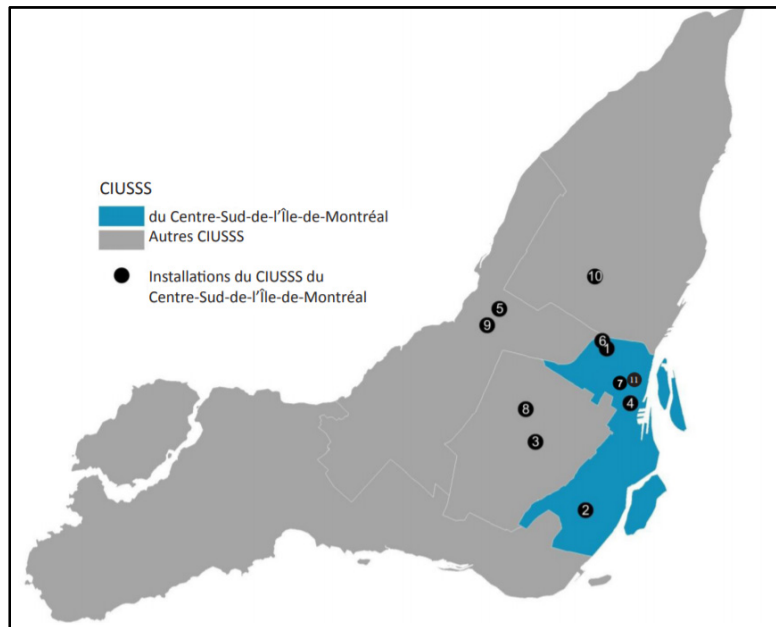 CIUSSS
du Centre-Sud-de-l'Île-de-Montréal
Autres CIUSSS
Installations du CIUSSS du
Centre-Sud-de-l'Île-de-Montréal
10
5
9
6
1
7
11
4
8
3
2